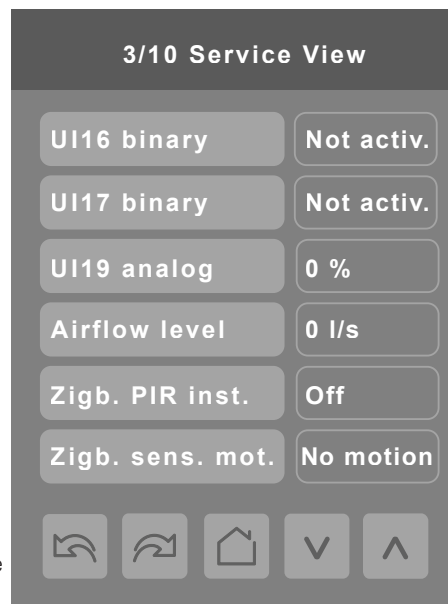 3/10 Service View
UI16 binary Not activ.
UI17 binary Not activ.
UI19 analog 0 %
Airflow level 0 l/s
Zigb. PIR inst. Off
Zigb. sens. mot. No motion
e